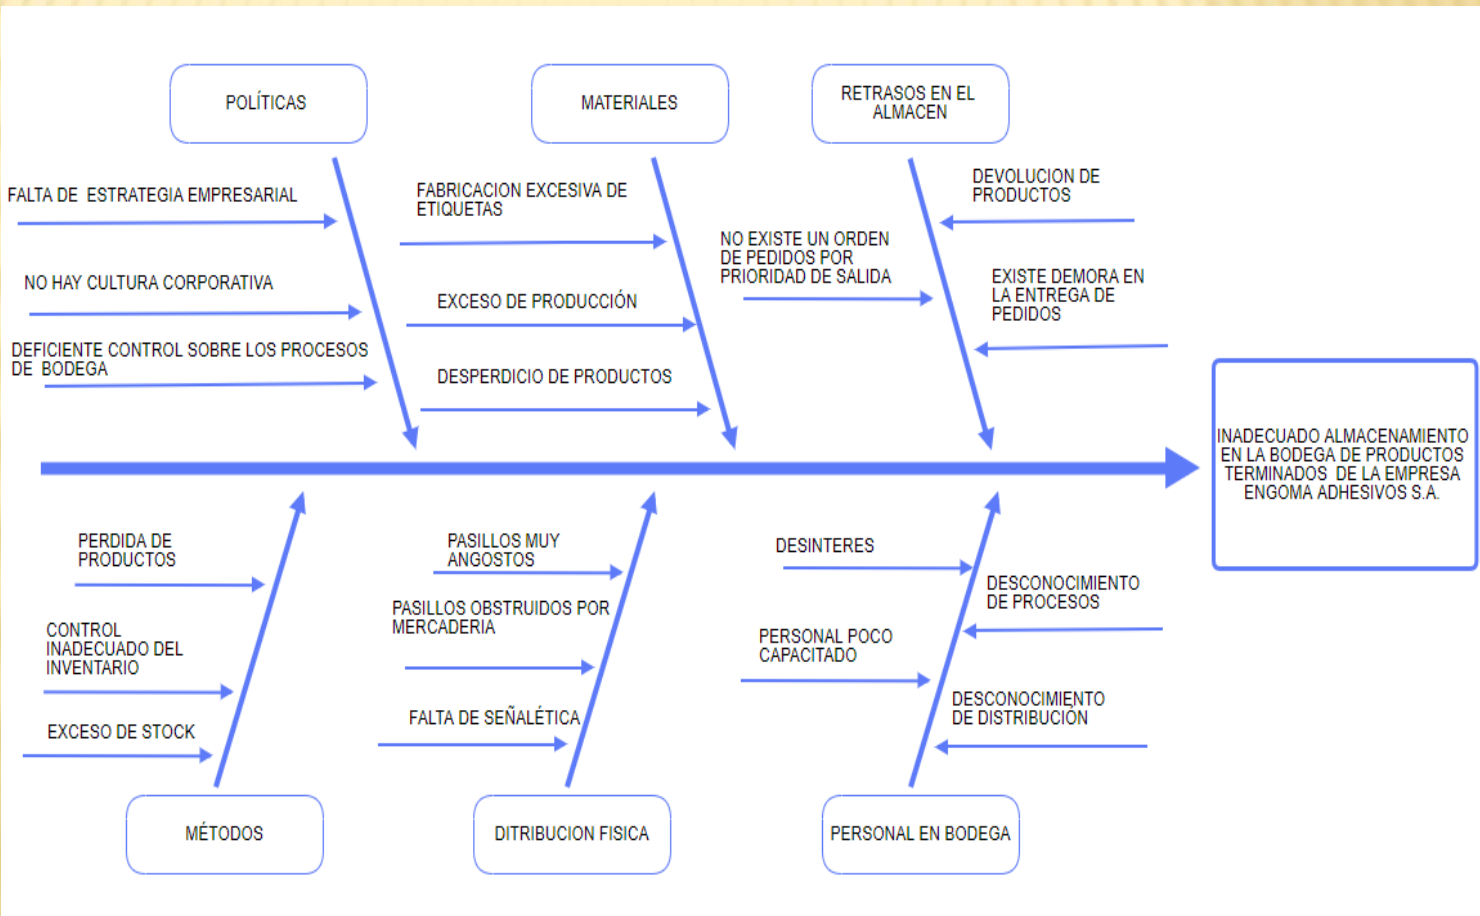 POLÍTICAS
MATERIALES
RETRASOS EN EL
ALMACEN
FALTA DE ESTRATEGIA EMPRESARIAL
NO HAY CULTURA CORPORATIVA
DEFICIENTE CONTROL SOBRE LOS PROCESOS
DE BODEGA
FABRICACION EXCESIVA DE
ETIQUETAS
EXCESO DE PRODUCCIÓN
DESPERDICIO DE PRODUCTOS
DEVOLUCION DE
PRODUCTOS
NO EXISTE UN ORDEN
DE PEDIDOS POR
PRIORIDAD DE SALIDA
EXISTE DEMORA EN
LA ENTREGA DE
PEDIDOS
INADECUADO ALMACENAMIENTO
EN LA BODEGA DE PRODUCTOS
TERMINADOS DE LA EMPRESA
ENGOMA ADHESIVOS S.A.
PERDIDA DE
PRODUCTOS
CONTROL
INADECUADO DEL
INVENTARIO
EXCESO DE STOCK
PASILLOS MUY
ANGOSTOS
PASILLOS OBSTRUIDOS POR
MERCADERIA
FALTA DE SEÑALÉTICA
DESINTERES
DESCONOCIMIENTO
DE PROCESOS
PERSONAL POCO
CAPACITADO
DESCONOCIMIENTO
DE DISTRIBUCIÓN
MÉTODOS
DITRIBUCION FISICA
PERSONAL EN BODEGA